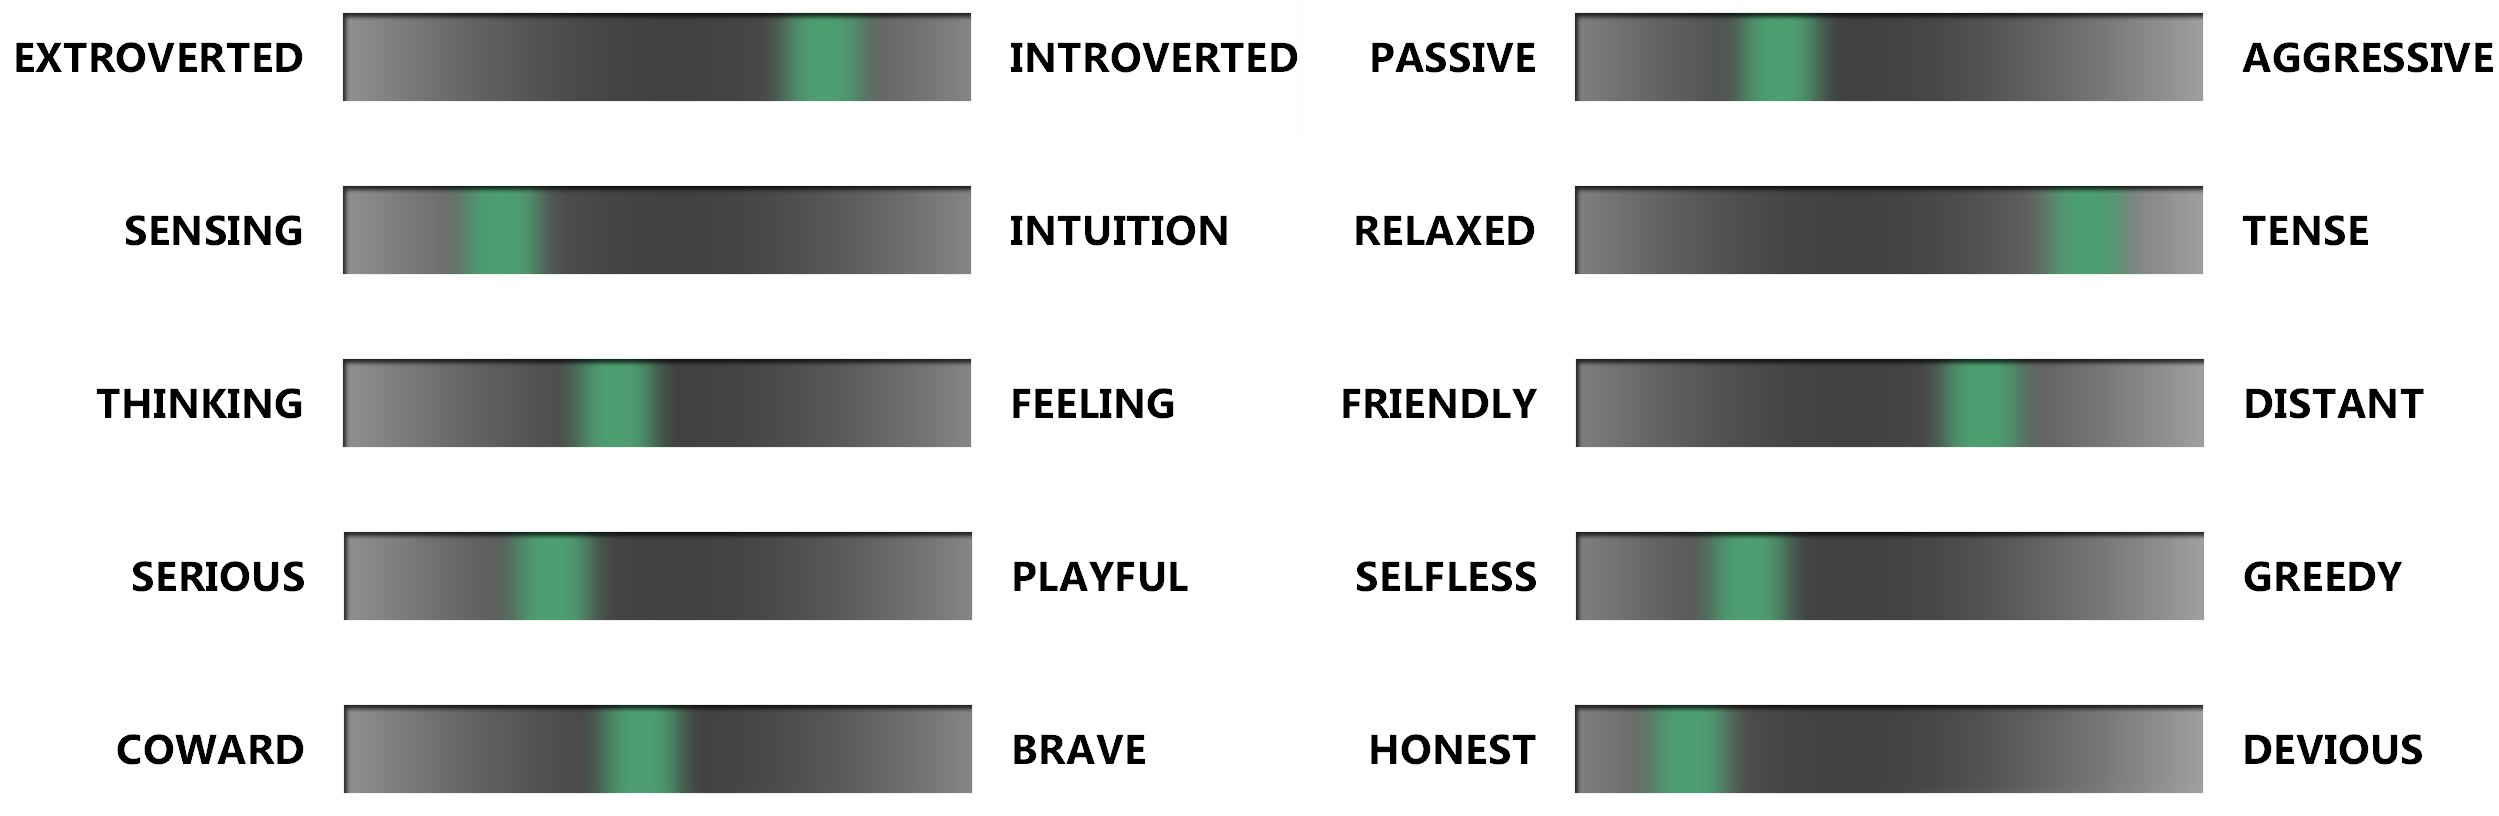 EXTROVERTED INTROVERTED PASSIVE AGGRESSIVE
SENSING INTUITION RELAXED TENSE
THINKING FEELING FRIENDLY DISTANT
SERIOUS PLAYFUL SELFLESS GREEDY
COWARD BRAVE HONEST DEVIOUS